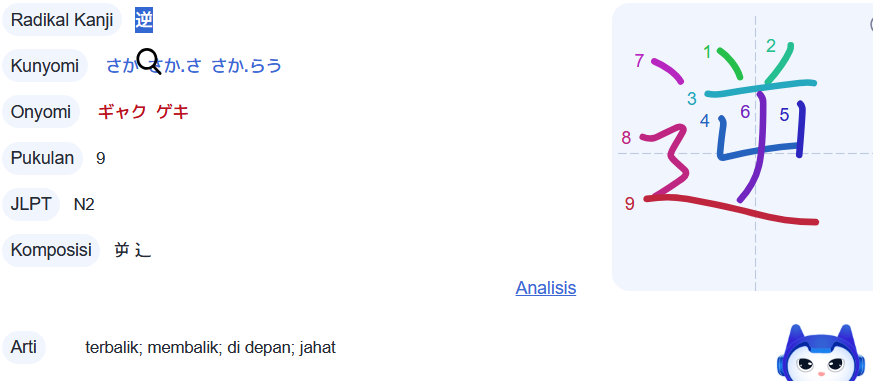 Radikal Kanji 逆
Kunyomi さか さか.さ さか.らう
Onyomi ギャク ゲキ
Pukulan 9
JLPT N2
Komposisi 屰 辶
Analisis
Arti terbalik; membalik; di depan; jahat
1
2
7
3
4
6
5
8
9